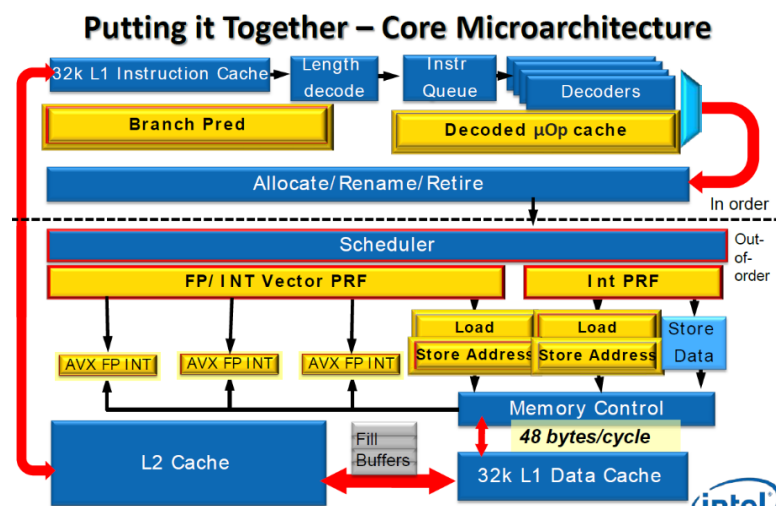 Putting it Together – Core Microarchitecture
32k L1 Instruction Cache
Length
decode
Instr
Queue
Decoders
Branch Pred
Decoded μOp cache
Allocate/Rename/Retire
In order
Scheduler
Out-
of-
order
FP/ INT Vector PRF
Int PRF
Load
Load
Store
Data
AVX FP INT
AVX FP INT
AVX FP INT
Store Address
Store Address
Memory Control
48 bytes/cycle
L2 Cache
Fill
Buffers
32k L1 Data Cache
intel